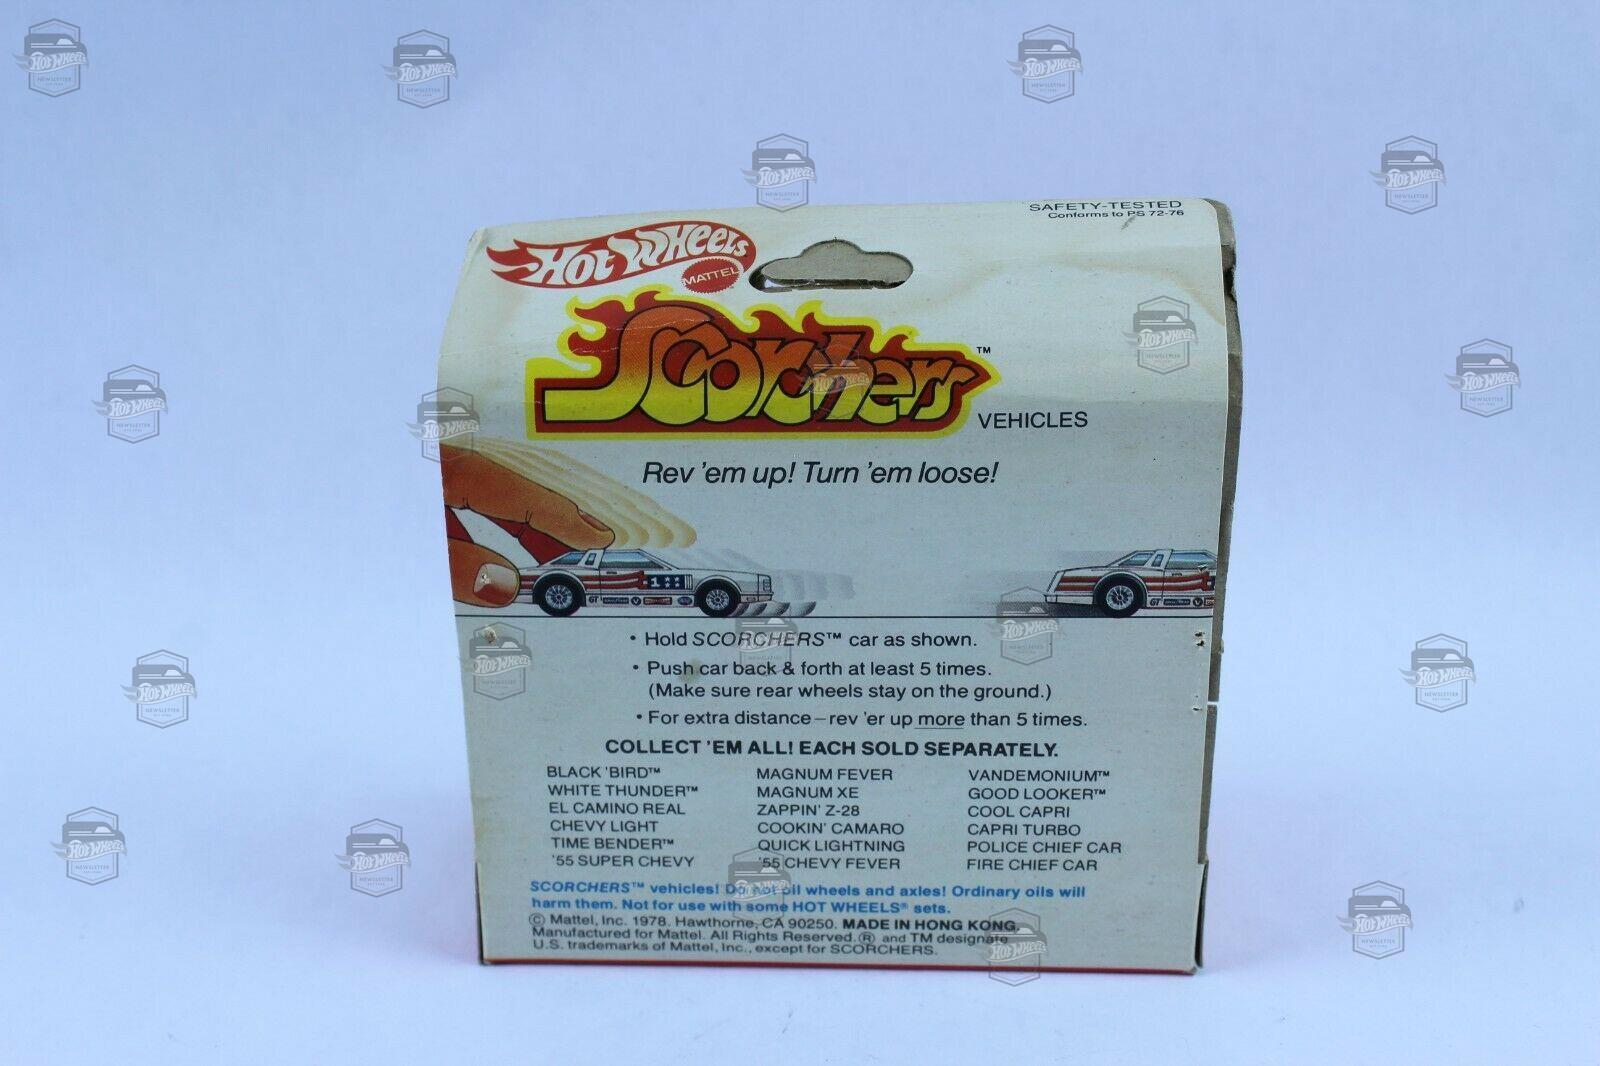 SAFETY-TESTED
Conforms to PS 72-76
HOT WHEELS
MATTEL
Scorchers™
VEHICLES
Rev 'em up! Turn 'em loose!
1
GT
GT
• Hold SCORCHERS™ car as shown.
• Push car back & forth at least 5 times.
(Make sure rear wheels stay on the ground.)
• For extra distance – rev 'er up more than 5 times.
COLLECT 'EM ALL! EACH SOLD SEPARATELY.
BLACK 'BIRD™
WHITE THUNDER™
EL CAMINO REAL
CHEVY LIGHT
TIME BENDER™
'55 SUPER CHEVY
MAGNUM FEVER
MAGNUM XE
ZAPPIN' Z-28
COOKIN' CAMARO
QUICK LIGHTNING
'55 CHEVY FEVER
VANDEMONIUM™
GOOD LOOKER™
COOL CAPRI
CAPRI TURBO
POLICE CHIEF CAR
FIRE CHIEF CAR
SCORCHERS™ vehicles! Do not oil wheels and axles! Ordinary oils will
harm them. Not for use with some HOT WHEELS® sets.
© Mattel, Inc. 1978. Hawthorne, CA 90250. MADE IN HONG KONG.
Manufactured for Mattel. All Rights Reserved. ® and TM designate
U.S. trademarks of Mattel, Inc., except for SCORCHERS.
HOT WHEELS
NEWSLETTER